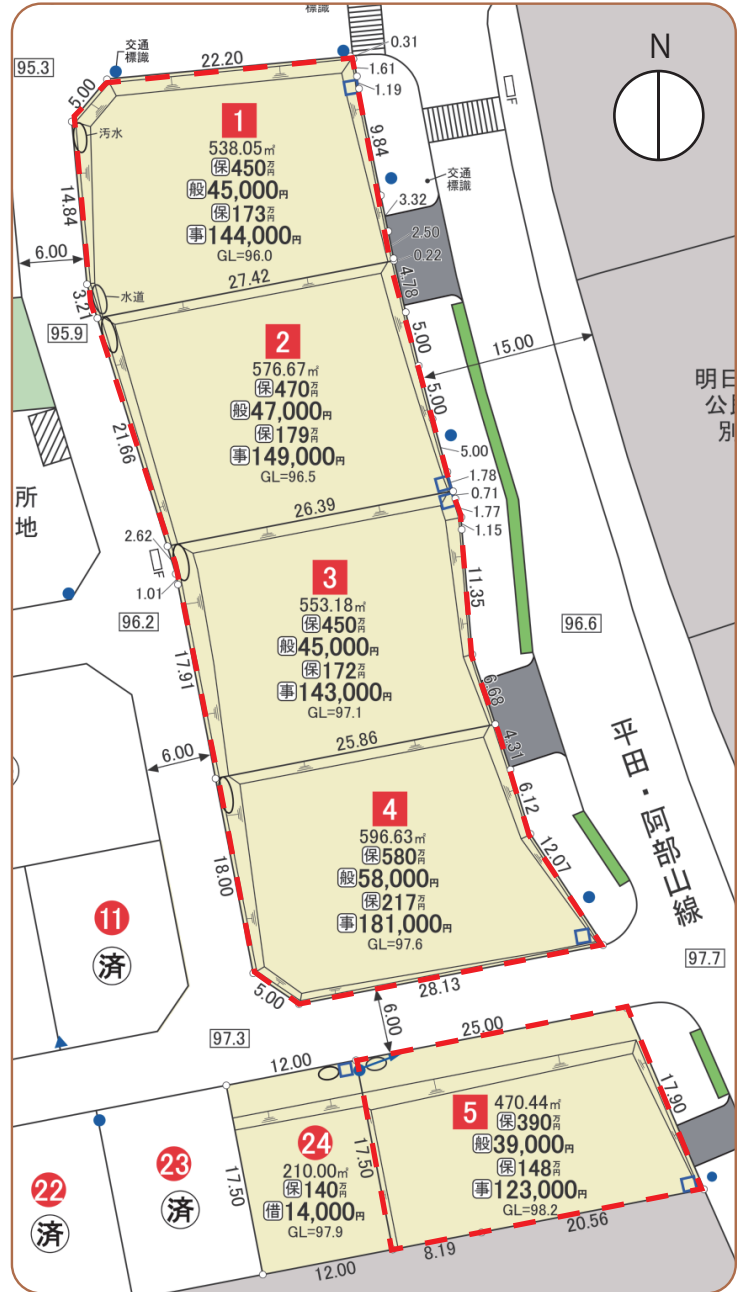 標識
交通
標識
22.20
0.31
95.3
N
1.61
5.00
1.19
汚水
1
538.05㎡
保450万円
般45,000円
保173万円
事144,000円
GL=96.0
9.84
交通
標識
14.84
3.32
6.00
2.50
0.22
27.42
4.78
3.21
水道
95.9
2
576.67㎡
保470万円
般47,000円
保179万円
事149,000円
GL=96.5
5.00
15.00
5.00
明日
21.66
5.00
1.78
0.71
1.77
1.15
所
地
26.39
2.62
F
F
1.01
3
553.18㎡
保450万円
般45,000円
保172万円
事143,000円
GL=97.1
11.35
96.2
96.6
17.91
6.68
6.00
25.86
4.31
平田・阿部山線
4
596.63㎡
保580万円
般58,000円
保217万円
事181,000円
GL=97.6
6.12
12.07
18.00
11
済
97.7
5.00
28.13
6.00
97.3
25.00
12.00
5
470.44㎡
保390万円
般39,000円
保148万円
事123,000円
GL=98.2
17.90
24
210.00㎡
保140万円
借14,000円
GL=97.9
17.50
17.50
23
済
22
済
20.56
8.19
12.00